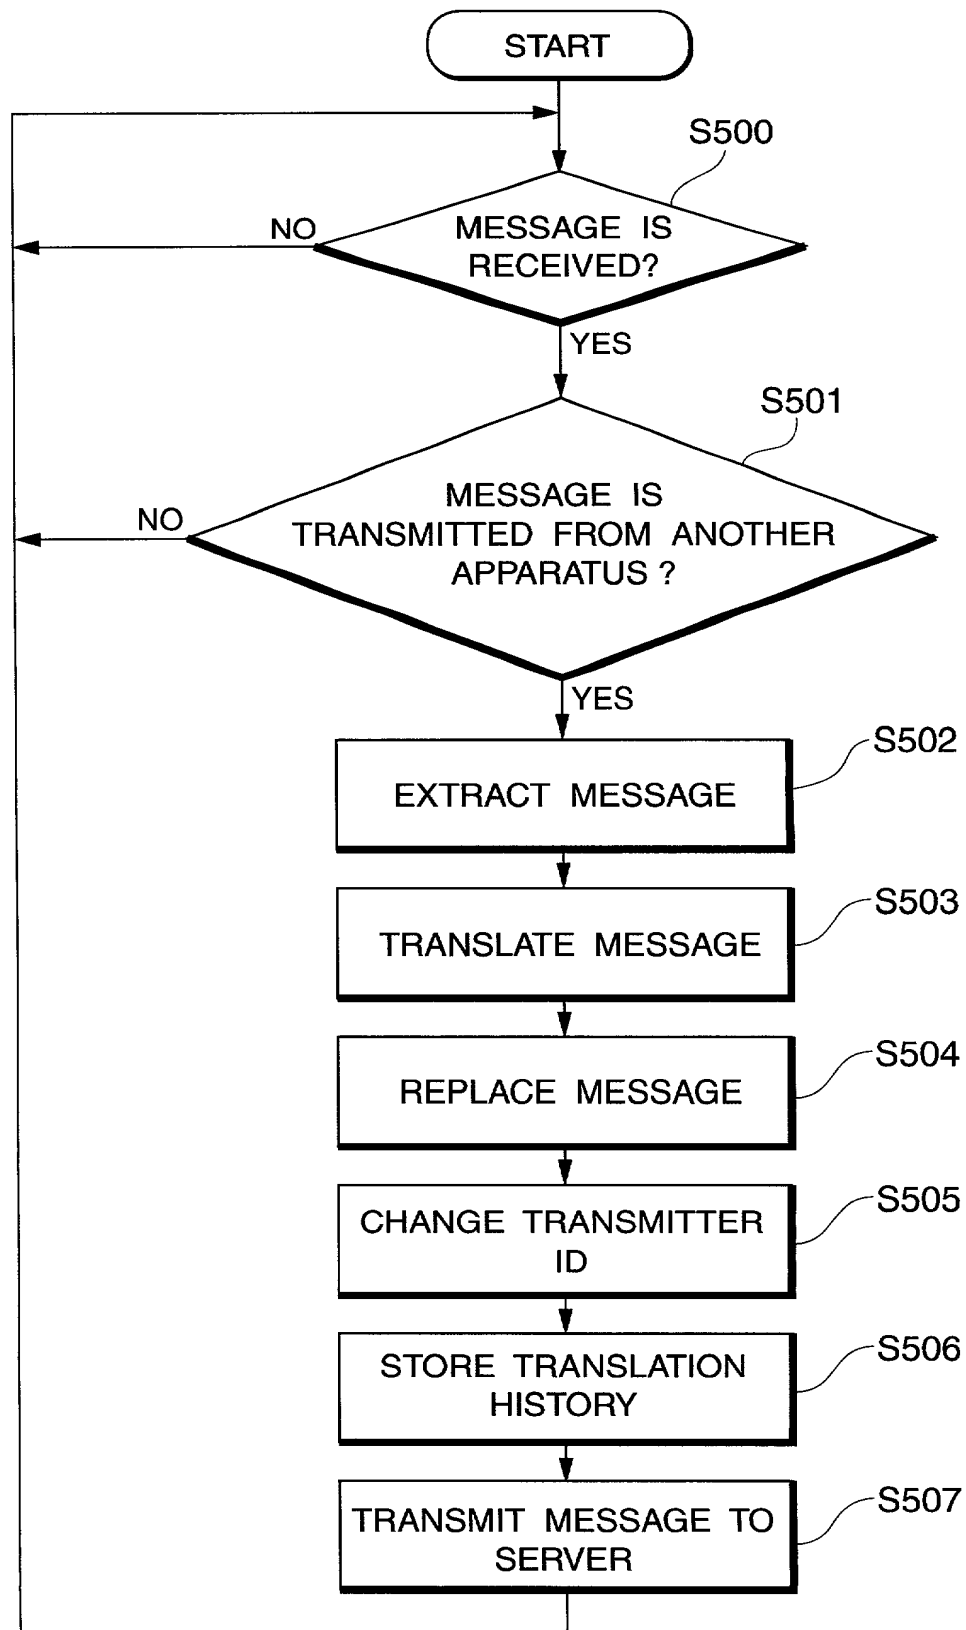 START
S500
NO
MESSAGE IS
RECEIVED?
YES
S501
MESSAGE IS
NO
TRANSMITTED FROM ANOTHER
APPARATUS ?
YES
S502
EXTRACT MESSAGE
S503
TRANSLATE MESSAGE
S504
REPLACE MESSAGE
S505
CHANGE TRANSMITTER
ID
S506
STORE TRANSLATION
HISTORY
S507
TRANSMIT MESSAGE TO
SERVER